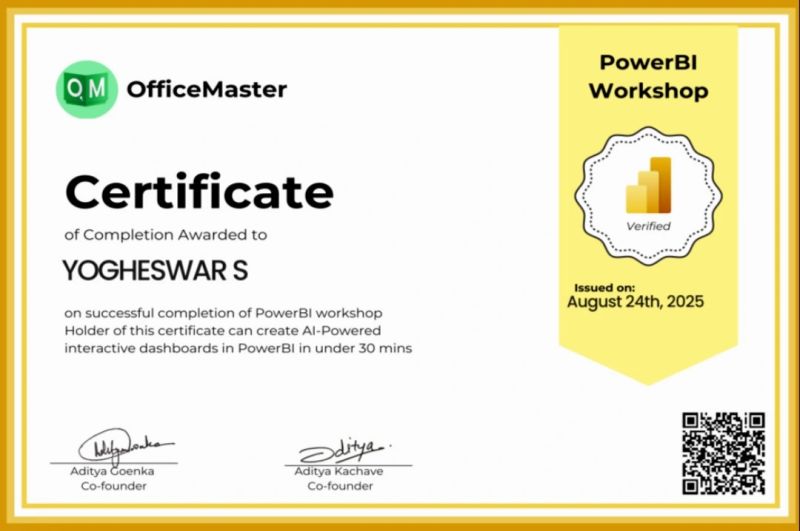 OM OfficeMaster
PowerBI
Workshop
Verified
Issued on:
August 24th, 2025
Certificate
of Completion Awarded to
YOGHESWAR S
on successful completion of PowerBI workshop
Holder of this certificate can create AI-Powered
interactive dashboards in PowerBI in under 30 mins
Aditya Goenka
Co-founder
Aditya
Aditya Kachave
Co-founder